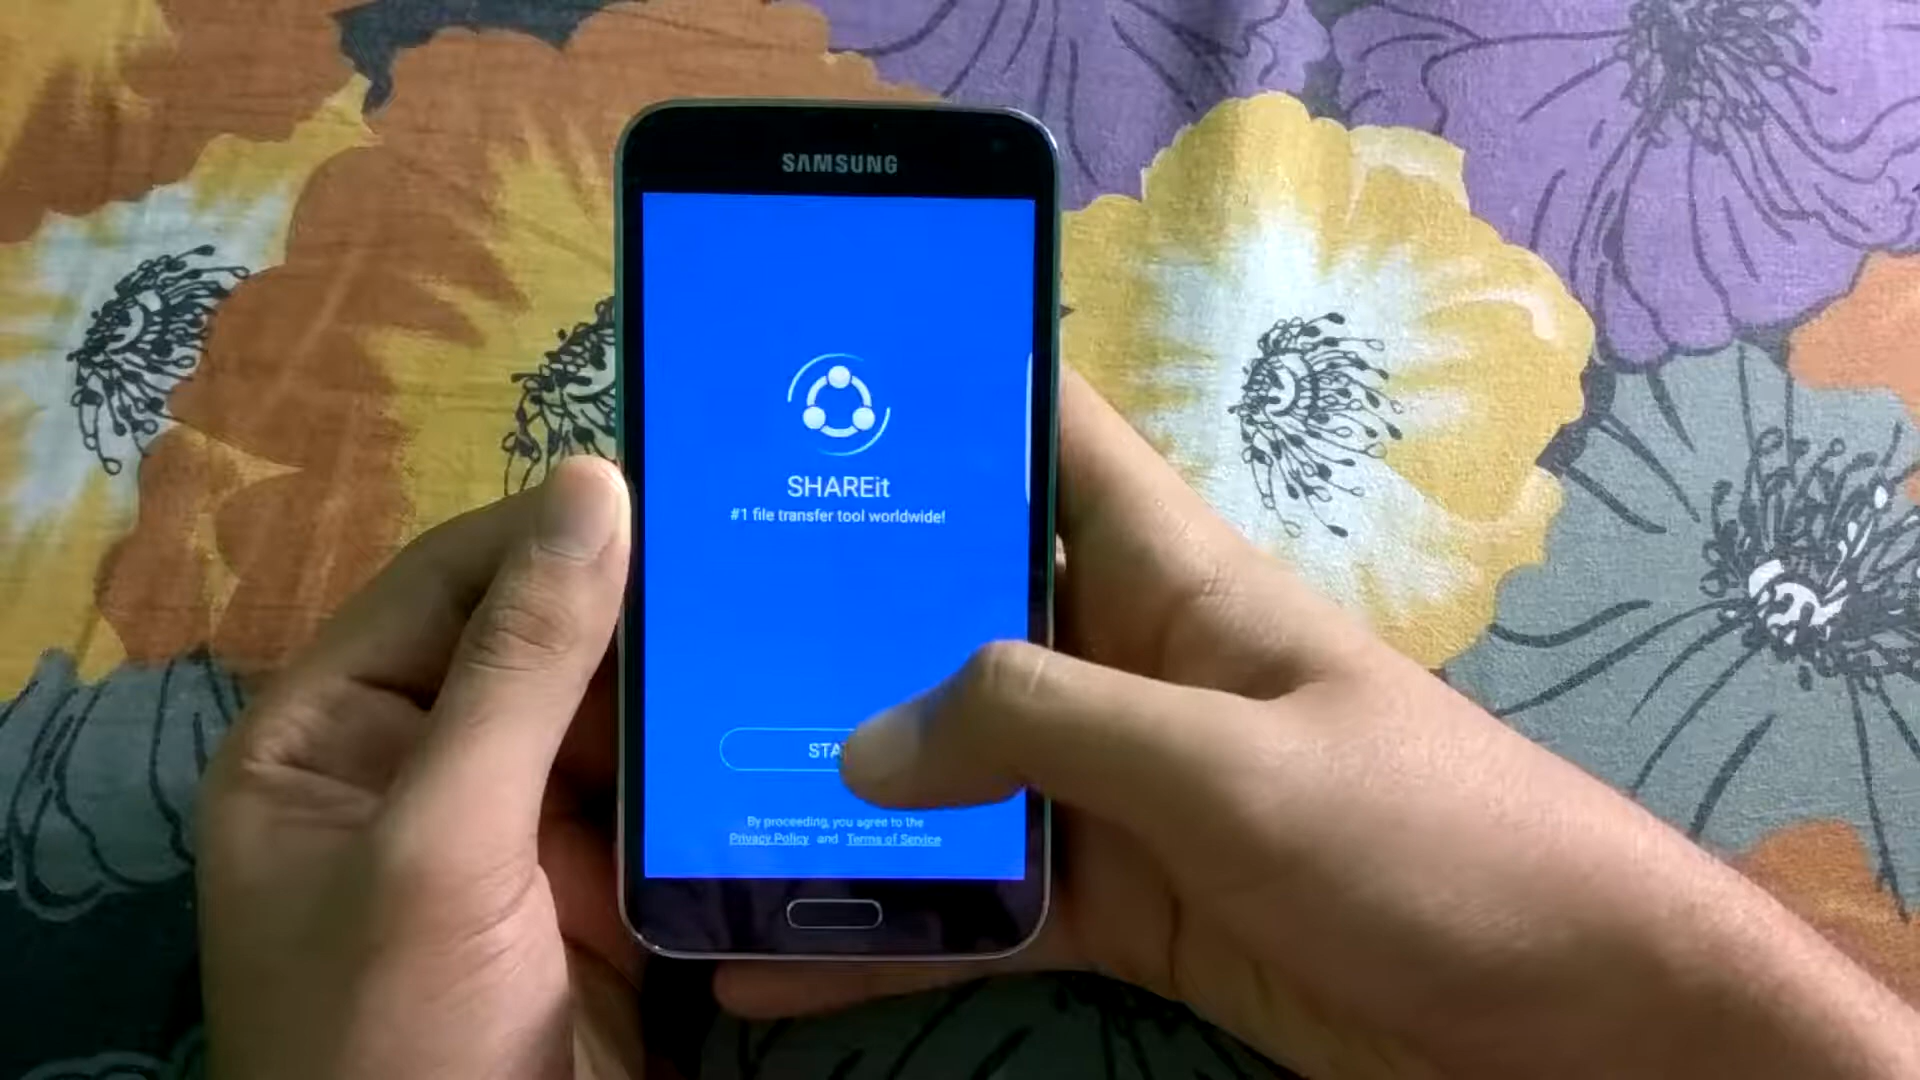 SAMSUNG
SHAREit
#1 file transfer tool worldwide!
STA
By proceeding, you agree to the
Privacy Policy and Terms of Service